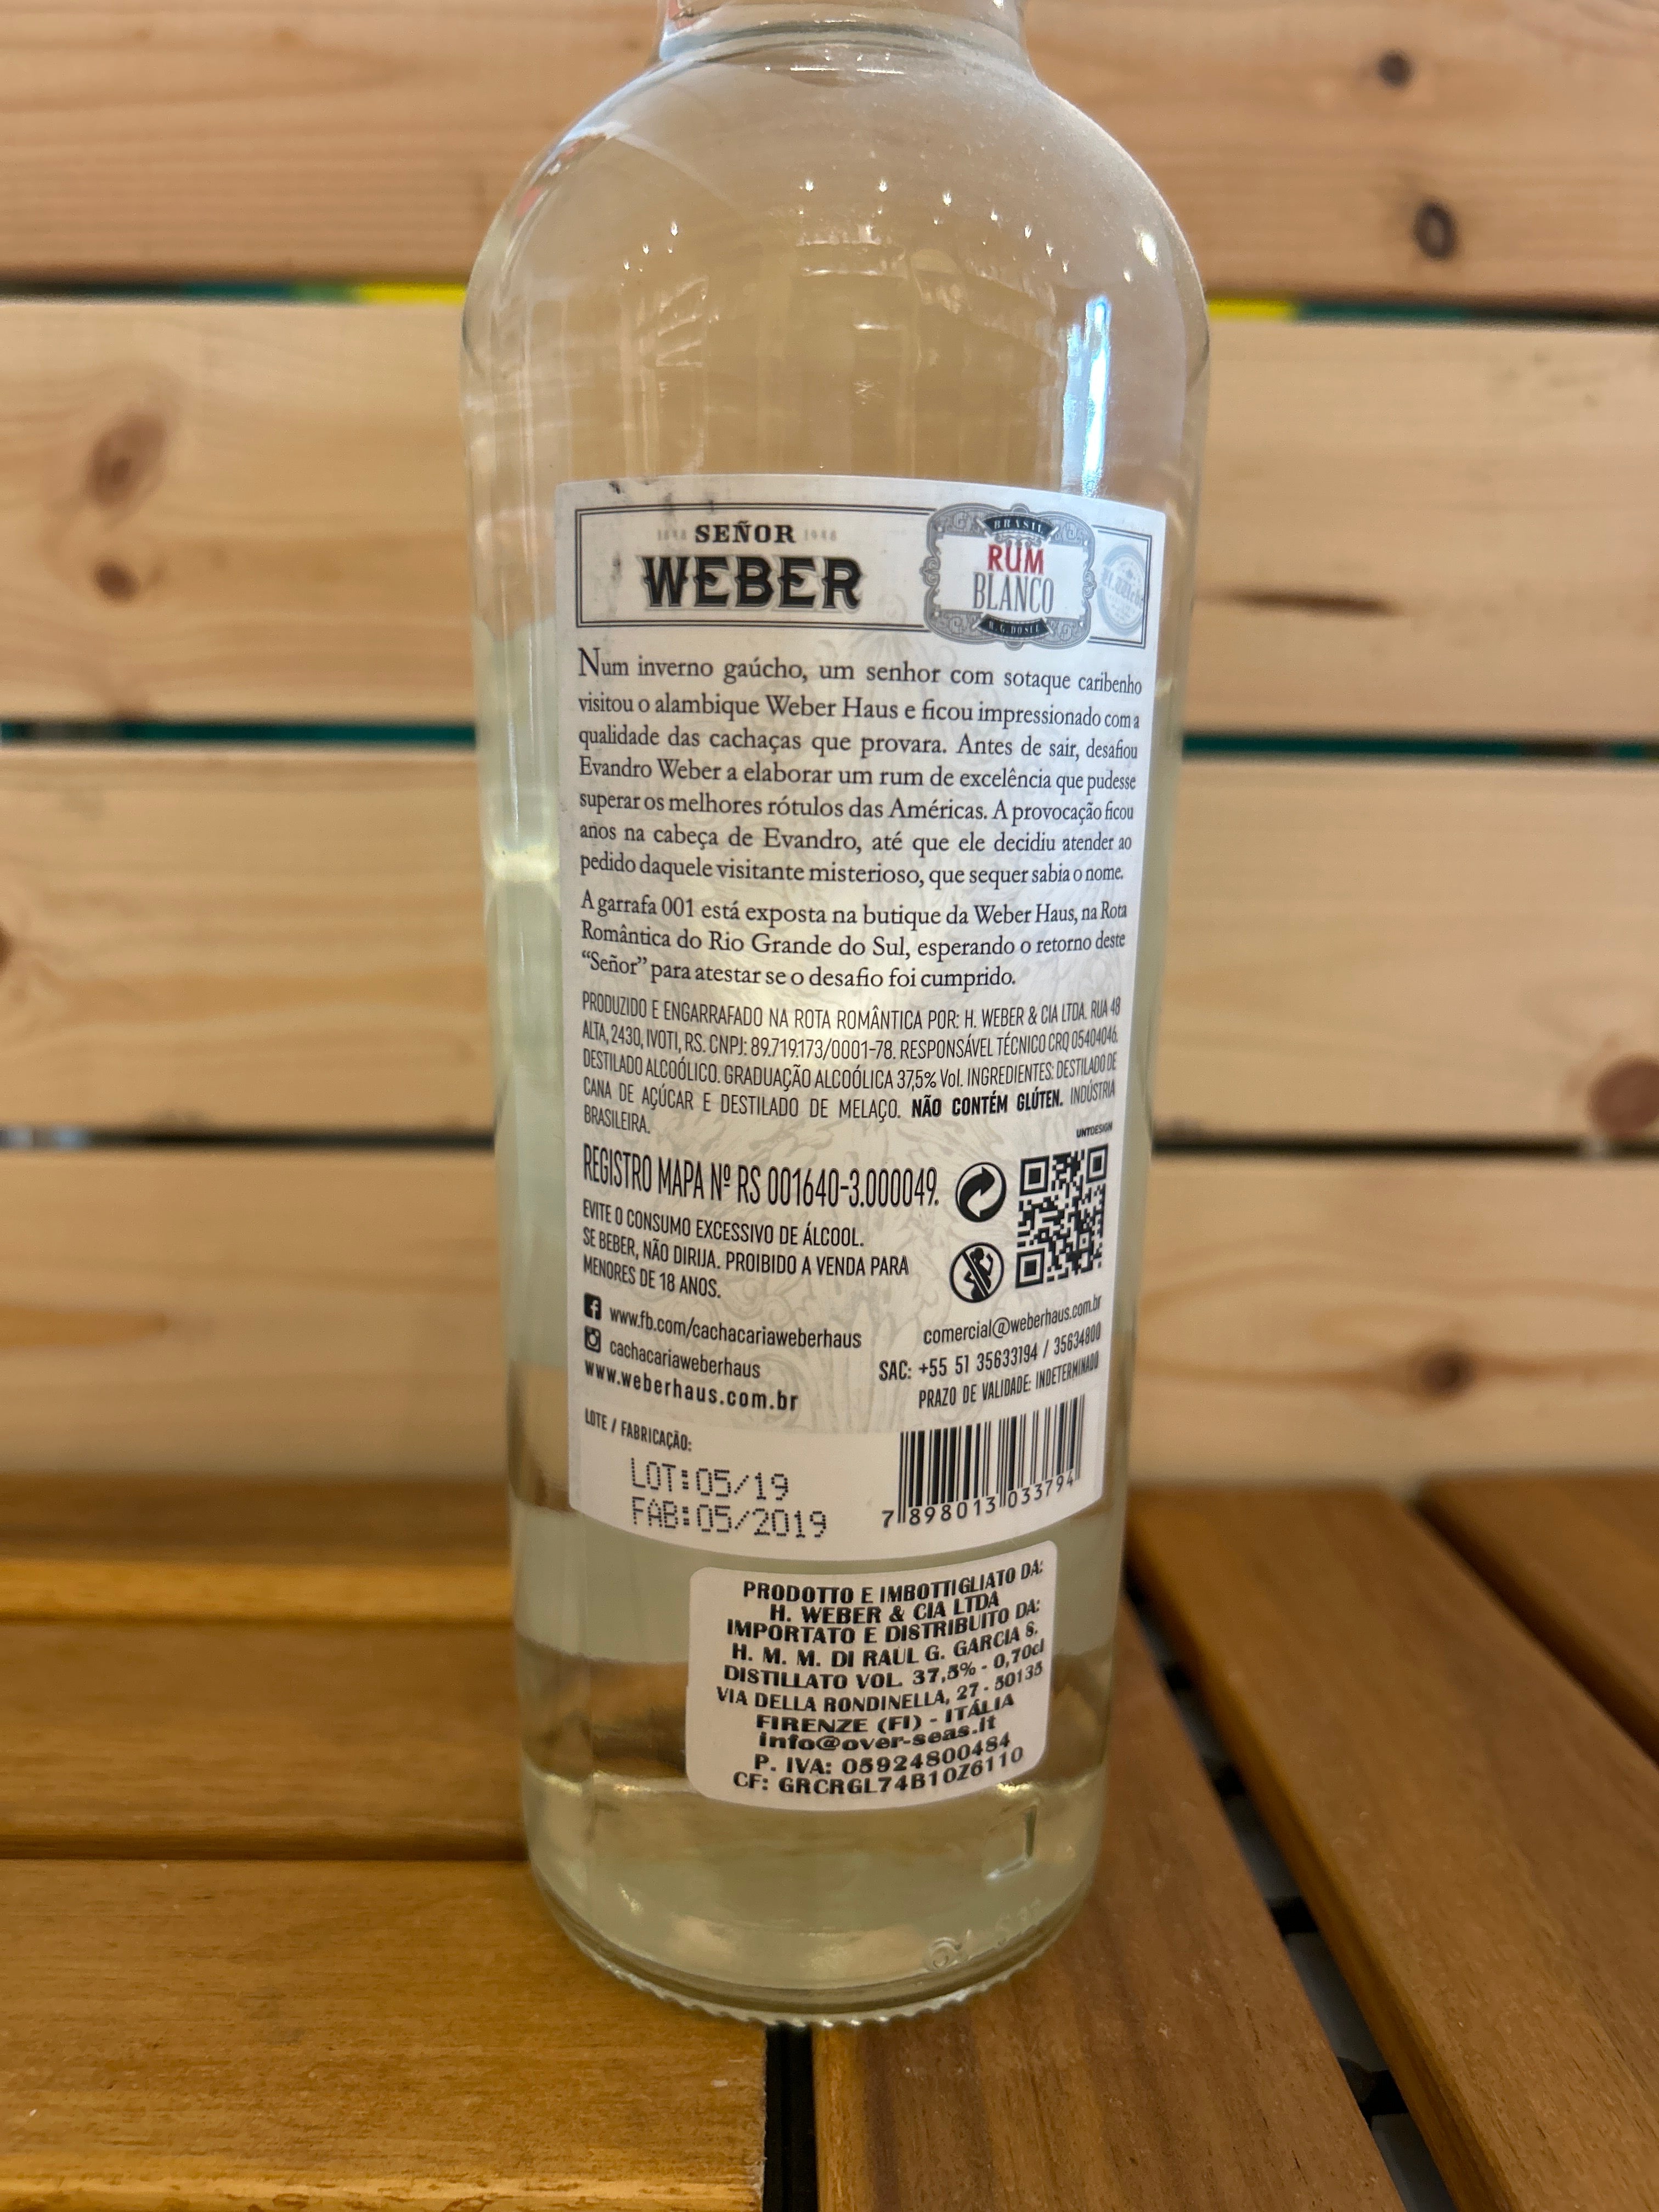 1848 SEÑOR 1948
WEBER
BRASIL
RUM
BLANCO
R. G. DO SUL
H. Weber
Num inverno gaúcho, um senhor com sotaque caribenho
visitou o alambique Weber Haus e ficou impressionado com a
qualidade das cachaças que provara. Antes de sair, desafiou
Evandro Weber a elaborar um rum de excelência que pudesse
superar os melhores rótulos das Américas. A provocação ficou
anos na cabeça de Evandro, até que ele decidiu atender ao
pedido daquele visitante misterioso, que sequer sabia o nome.
A garrafa 001 está exposta na butique da Weber Haus, na Rota
Romântica do Rio Grande do Sul, esperando o retorno deste
“Señor” para atestar se o desafio foi cumprido.
PRODUZIDO E ENGARRAFADO NA ROTA ROMÂNTICA POR: H. WEBER & CIA LTDA. RUA 48
ALTA, 2430, IVOTI, RS. CNPJ: 89.719.173/0001-78. RESPONSÁVEL TÉCNICO CRQ 05404046.
DESTILADO ALCOÓLICO. GRADUAÇÃO ALCOÓLICA 37,5% Vol. INGREDIENTES: DESTILADO DE
CANA DE AÇÚCAR E DESTILADO DE MELAÇO. NÃO CONTÉM GLÚTEN. INDÚSTRIA
BRASILEIRA.
UNTDESIGN
REGISTRO MAPA Nº RS 001640-3.000049.
EVITE O CONSUMO EXCESSIVO DE ÁLCOOL.
SE BEBER, NÃO DIRIJA. PROIBIDO A VENDA PARA
MENORES DE 18 ANOS.
www.fb.com/cachacariaweberhaus
cachacariaweberhaus
www.weberhaus.com.br
comercial@weberhaus.com.br
SAC: +55 51 35633194 / 35634800
PRAZO DE VALIDADE: INDETERMINADO
LOTE / FABRICAÇÃO:
LOT:05/19
FAB:05/2019
7 898013 033794
PRODOTTO E IMBOTTIGLIATO DA:
H. WEBER & CIA LTDA
IMPORTATO E DISTRIBUITO DA:
H. M. M. DI RAUL G. GARCIA S.
DISTILLATO VOL. 37,5% - 0,70cl
VIA DELLA RONDINELLA, 27 - 50135
FIRENZE (FI) - ITÁLIA
info@over-seas.it
P. IVA: 05924800484
CF: GRCRGL74B10Z6110